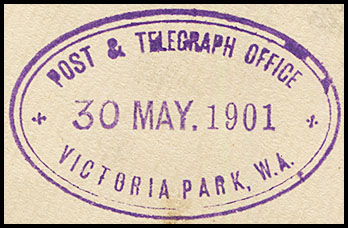 POST & TELEGRAPH OFFICE
30 MAY. 1901
VICTORIA PARK, W.A.